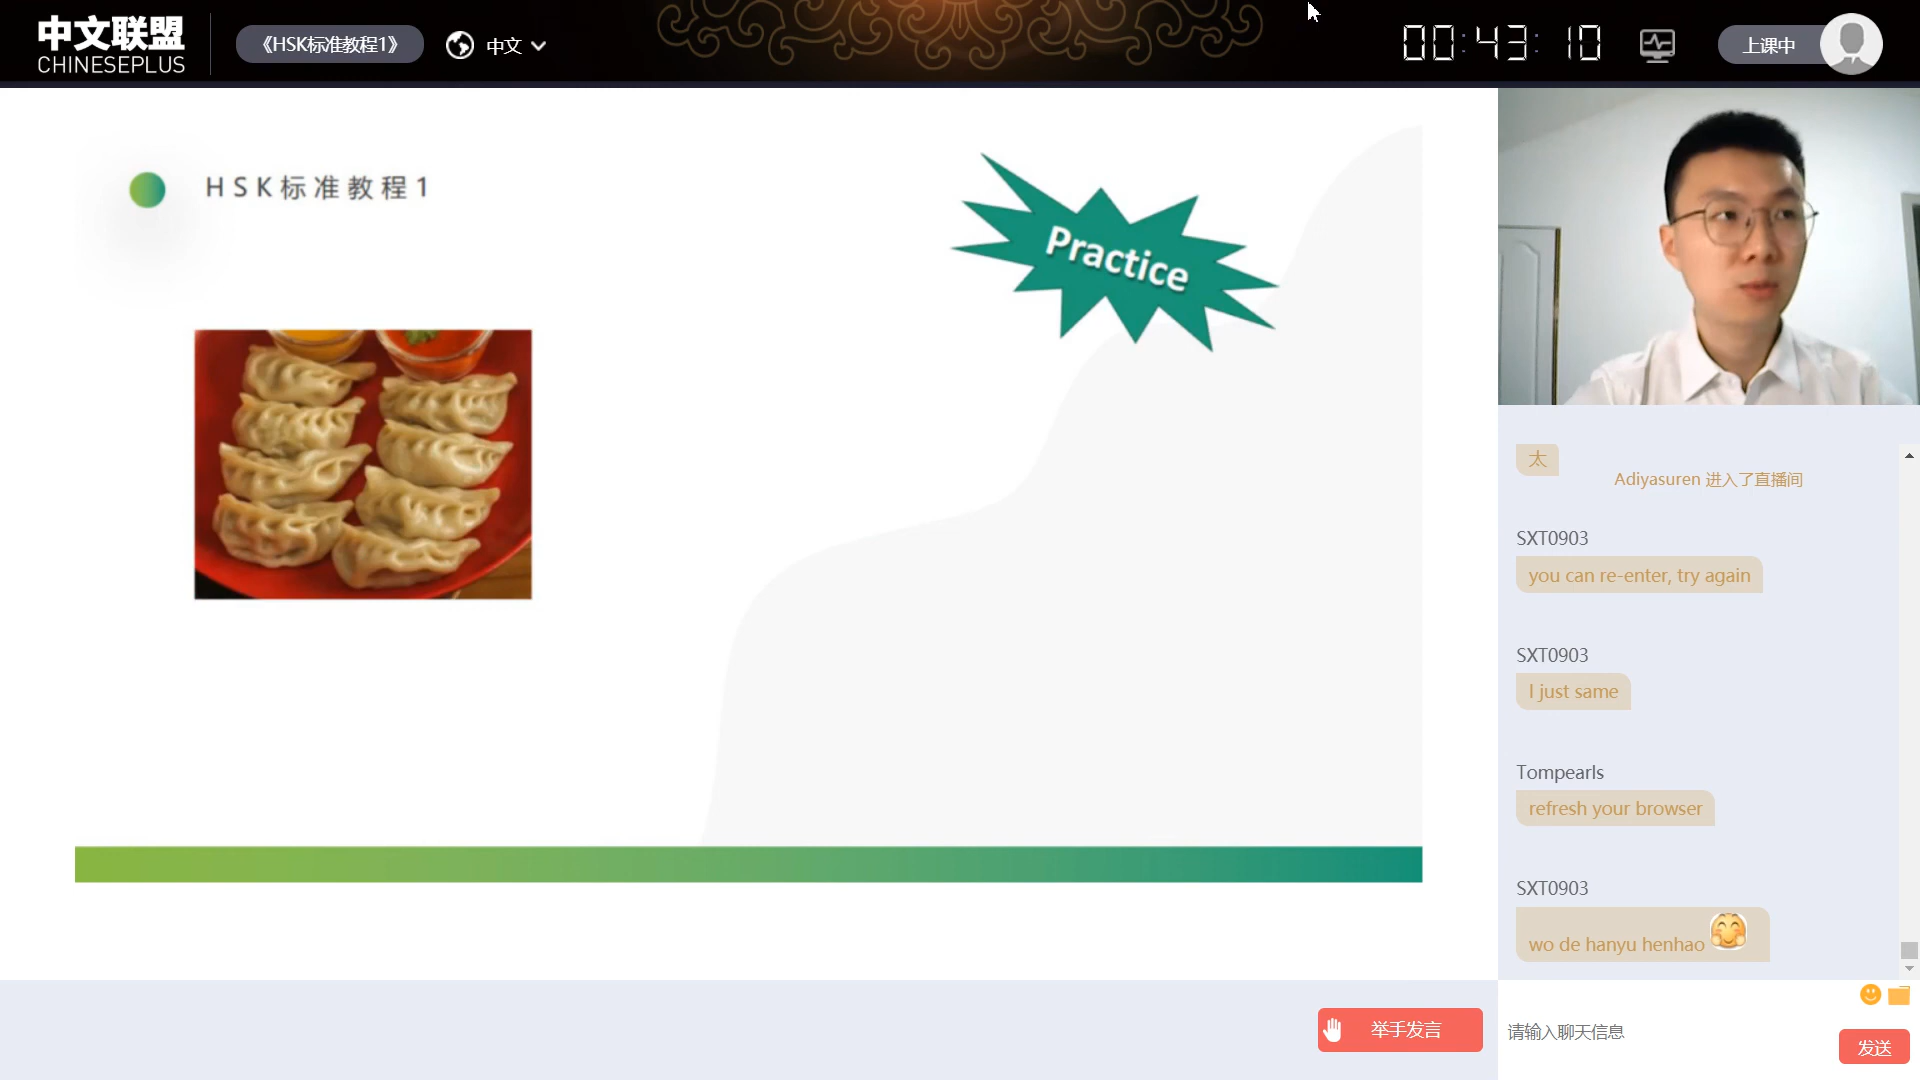 中文联盟
CHINESEPLUS
《HSK标准教程1》
中文
00:43:10
上课中
HSK标准教程1
Practice
太
Adiyasuren 进入了直播间
SXT0903
you can re-enter, try again
SXT0903
I just same
Tompearls
refresh your browser
SXT0903
wo de hanyu henhao
举手发言
请输入聊天信息
发送